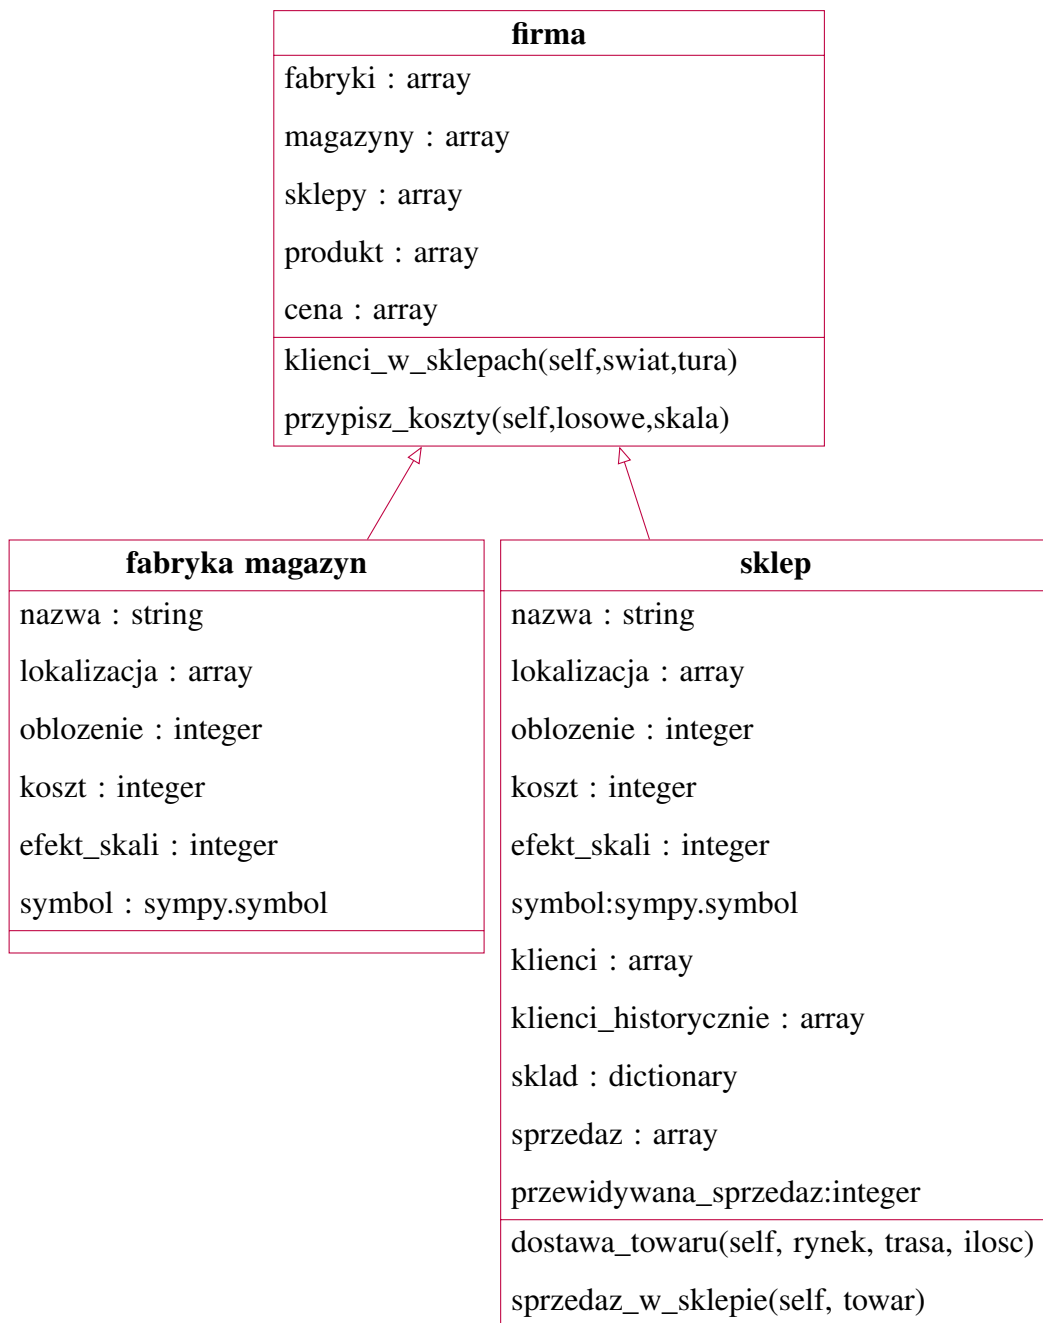 firma
fabryki : array
magazyny : array
sklepy : array
produkt : array
cena : array
klienci_w_sklepach(self,swiat,tura)
przypisz_koszty(self,losowe,skala)
fabryka magazyn
nazwa : string
lokalizacja : array
oblozenie : integer
koszt : integer
efekt_skali : integer
symbol : sympy.symbol
sklep
nazwa : string
lokalizacja : array
oblozenie : integer
koszt : integer
efekt_skali : integer
symbol:sympy.symbol
klienci : array
klienci_historycznie : array
sklad : dictionary
sprzedaz : array
przewidywana_sprzedaz:integer
dostawa_towaru(self, rynek, trasa, ilosc)
sprzedaz_w_sklepie(self, towar)